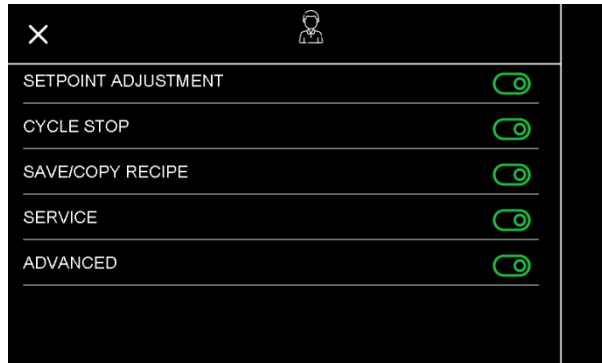 SETPOINT ADJUSTMENT
CYCLE STOP
SAVE/COPY RECIPE
SERVICE
ADVANCED